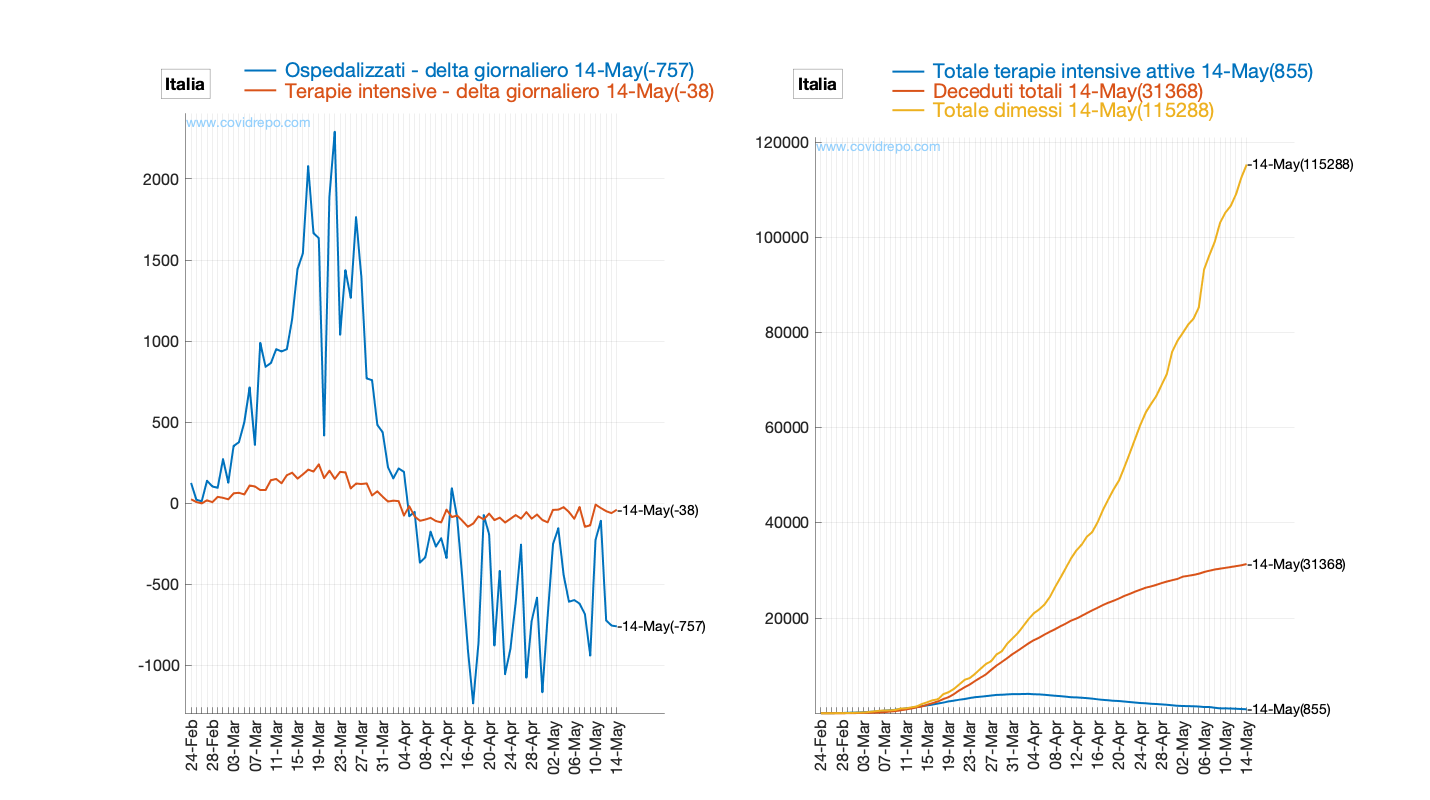 Italia
Ospedalizzati - delta giornaliero 14-May(-757)
Terapie intensive - delta giornaliero 14-May(-38)
www.covidrepo.com
2000
1500
1000
500
0
-500
-1000
-14-May(-38)
-14-May(-757)
24-Feb
28-Feb
03-Mar
07-Mar
11-Mar
15-Mar
19-Mar
23-Mar
27-Mar
31-Mar
04-Apr
08-Apr
12-Apr
16-Apr
20-Apr
24-Apr
28-Apr
02-May
06-May
10-May
14-May
Italia
Totale terapie intensive attive 14-May(855)
Deceduti totali 14-May(31368)
Totale dimessi 14-May(115288)
www.covidrepo.com
120000
100000
80000
60000
40000
20000
-14-May(115288)
-14-May(31368)
-14-May(855)
24-Feb
28-Feb
03-Mar
07-Mar
11-Mar
15-Mar
19-Mar
23-Mar
27-Mar
31-Mar
04-Apr
08-Apr
12-Apr
16-Apr
20-Apr
24-Apr
28-Apr
02-May
06-May
10-May
14-May